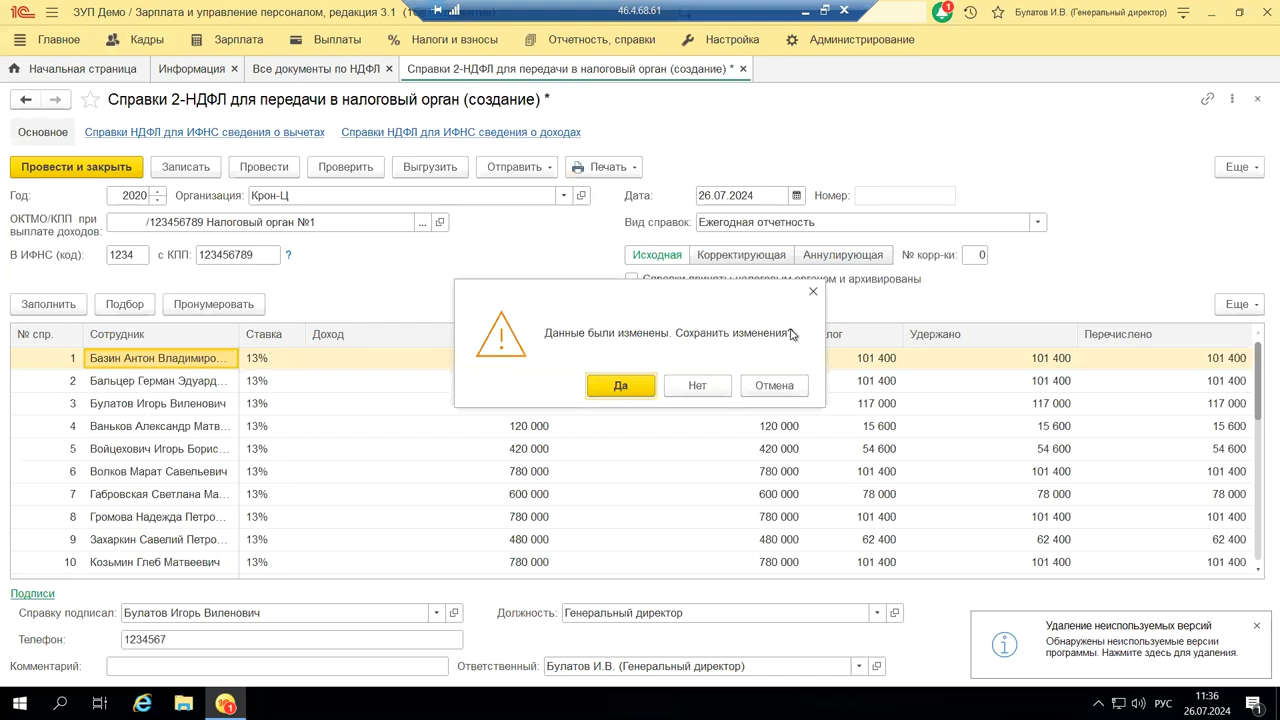 ЗУП Демо / Зарплата и управление персоналом, редакция 3.1 (1С
46.4.68.61
1
Булатов И.В. (Генеральный директор)
Главное
Кадры
Зарплата
Выплаты
Налоги и взносы
Отчетность, справки
Настройка
Администрирование
Начальная страница
Информация
Все документы по НДФЛ
Справки 2-НДФЛ для передачи в налоговый орган (создание) *
Справки 2-НДФЛ для передачи в налоговый орган (создание) *
Основное
Справки НДФЛ для ИФНС сведения о вычетах
Справки НДФЛ для ИФНС сведения о доходах
Провести и закрыть
Записать
Провести
Проверить
Выгрузить
Отправить
Печать
Еще
Год: 2020
Организация: Крон-Ц
Дата: 26.07.2024
Номер:
ОКТМО/КПП при выплате доходов:
/123456789 Налоговый орган №1
...
Вид справок: Ежегодная отчетность
В ИФНС (код): 1234 с КПП: 123456789 ?
Исходная
Корректирующая
Аннулирующая
№ корр-ки: 0
Справки приняты налоговым органом и архивированы
Заполнить
Подбор
Пронумеровать
Еще
Данные были изменены. Сохранить изменения?
Да
Нет
Отмена
№ спр. Сотрудник Ставка Доход Удержано Перечислено
1 Базин Антон Владимиро... 13% 101 400 101 400 101 400
2 Бальцер Герман Эдуард... 13% 101 400 101 400 101 400
3 Булатов Игорь Виленович 13% 117 000 117 000 117 000
4 Ваньков Александр Матв... 13% 120 000 120 000 15 600 15 600 15 600
5 Войцехович Игорь Борис... 13% 420 000 420 000 54 600 54 600 54 600
6 Волков Марат Савельевич 13% 780 000 780 000 101 400 101 400 101 400
7 Габровская Светлана Ма... 13% 600 000 600 000 78 000 78 000 78 000
8 Громова Надежда Петро... 13% 780 000 780 000 101 400 101 400 101 400
9 Захаркин Савелий Петро... 13% 480 000 480 000 62 400 62 400 62 400
10 Козьмин Глеб Матвеевич 13% 780 000 780 000 101 400 101 400 101 400
Подписи
Справку подписал: Булатов Игорь Виленович
Должность: Генеральный директор
Телефон: 1234567
Комментарий:
Ответственный: Булатов И.В. (Генеральный директор)
Удаление неиспользуемых версий
Обнаружены неиспользуемые версии
программы. Нажмите здесь для удаления.
РУС
11:36
26.07.2024
1